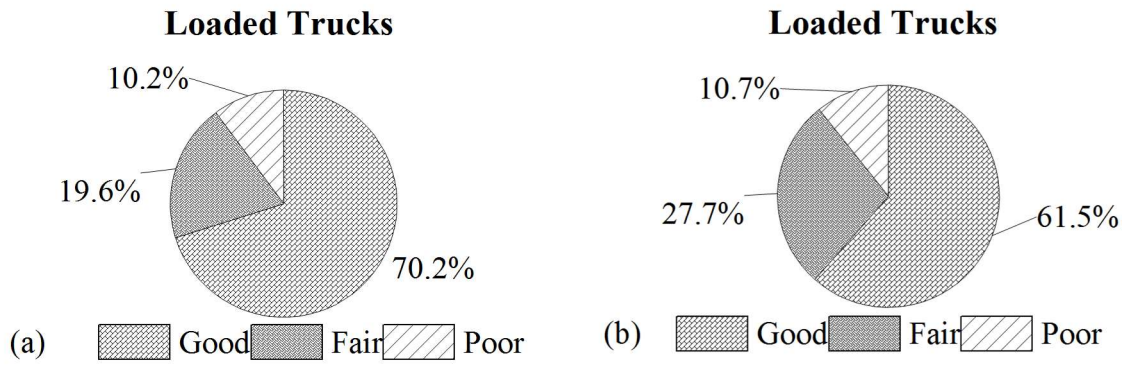 Loaded Trucks
10.2%
19.6%
70.2%
(a) Good Fair Poor
Loaded Trucks
10.7%
27.7%
61.5%
(b) Good Fair Poor